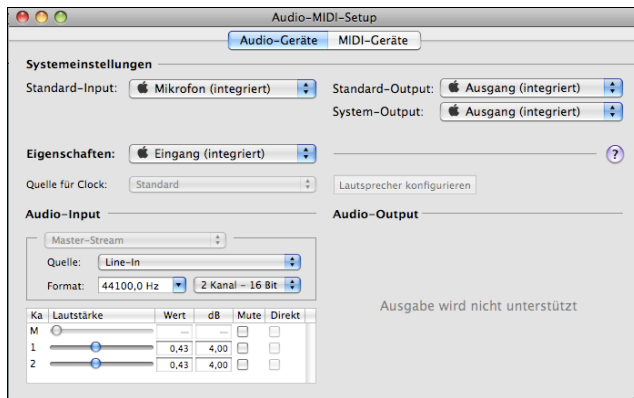 Audio-MIDI-Setup
Audio-Geräte MIDI-Geräte
Systemeinstellungen
Standard-Input: Mikrofon (integriert) Standard-Output: Ausgang (integriert)
System-Output: Ausgang (integriert)
Eigenschaften: Eingang (integriert) ?
Quelle für Clock: Standard Lautsprecher konfigurieren
Audio-Input Audio-Output
Master-Stream
Quelle: Line-In
Format: 44100,0 Hz 2 Kanal - 16 Bit
Ausgabe wird nicht unterstützt
Ka Lautstärke Wert dB Mute Direkt
M — —
1 0,43 4,00
2 0,43 4,00